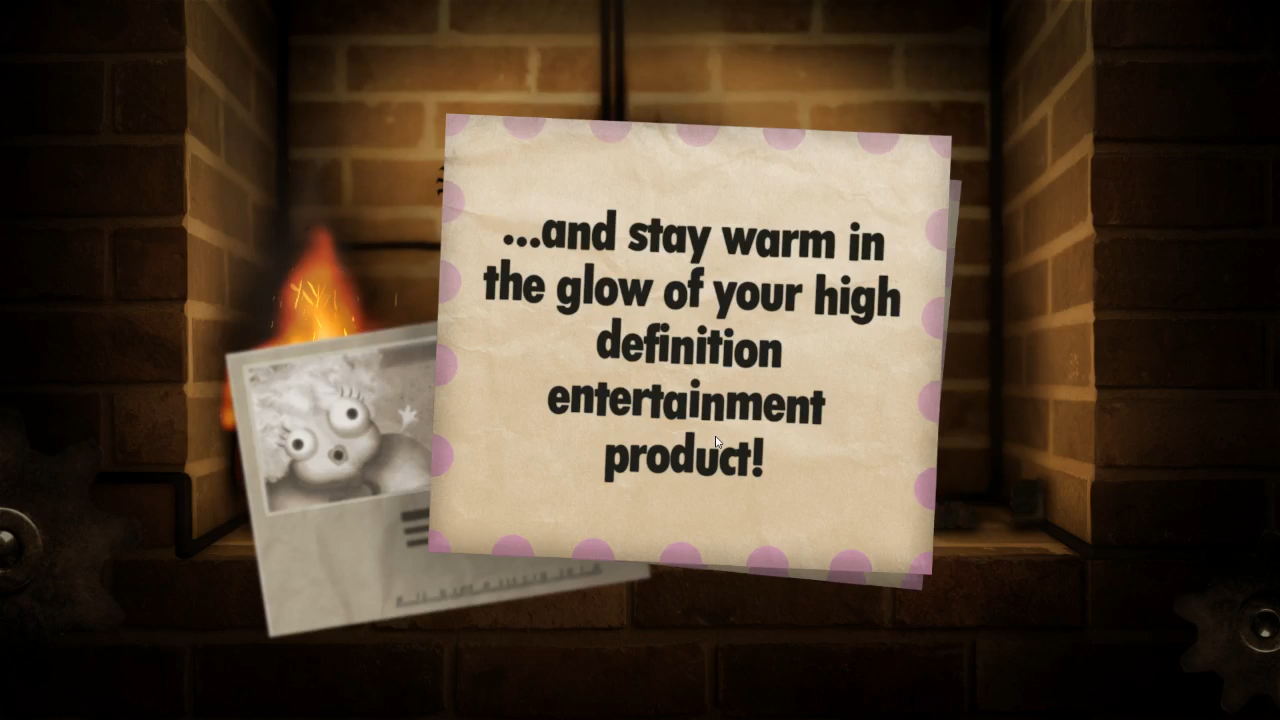 ...and stay warm in
the glow of your high
definition
entertainment
product!